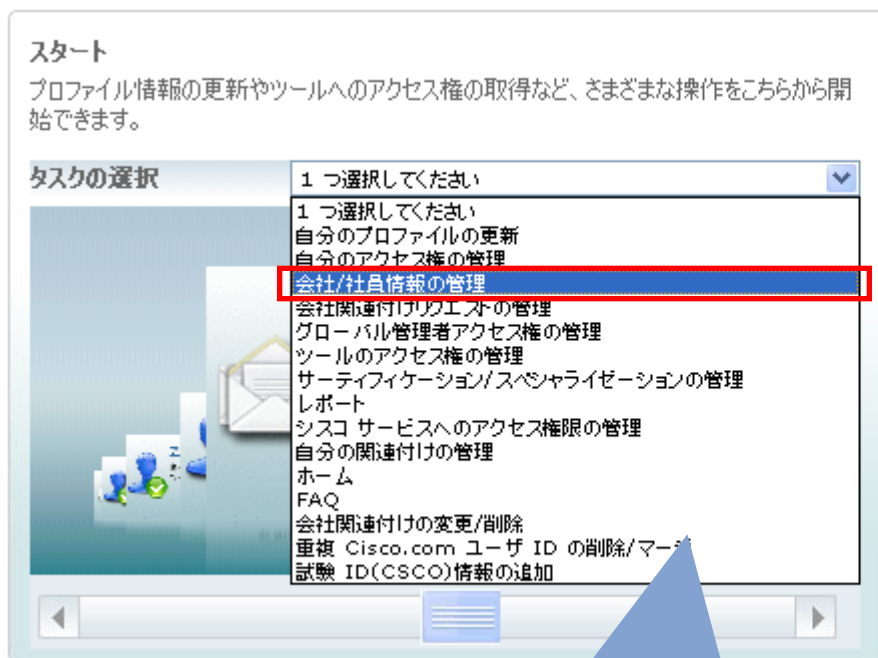 スタート
プロファイル情報の更新やツールへのアクセス権の取得など、さまざまな操作をこちらから開
始できます。
タスクの選択
1 つ選択してください
1 つ選択してください
自分のプロファイルの更新
自分のアクセス権の管理
会社/社員情報の管理
会社関連付けリクエストの管理
グローバル管理者アクセス権の管理
ツールのアクセス権の管理
サーティフィケーション/スペシャライゼーションの管理
レポート
シスコ サービスへのアクセス権限の管理
自分の関連付けの管理
ホーム
FAQ
会社関連付けの変更/削除
重複 Cisco.com ユーザ ID の削除/マージ
試験 ID(CSCO)情報の追加